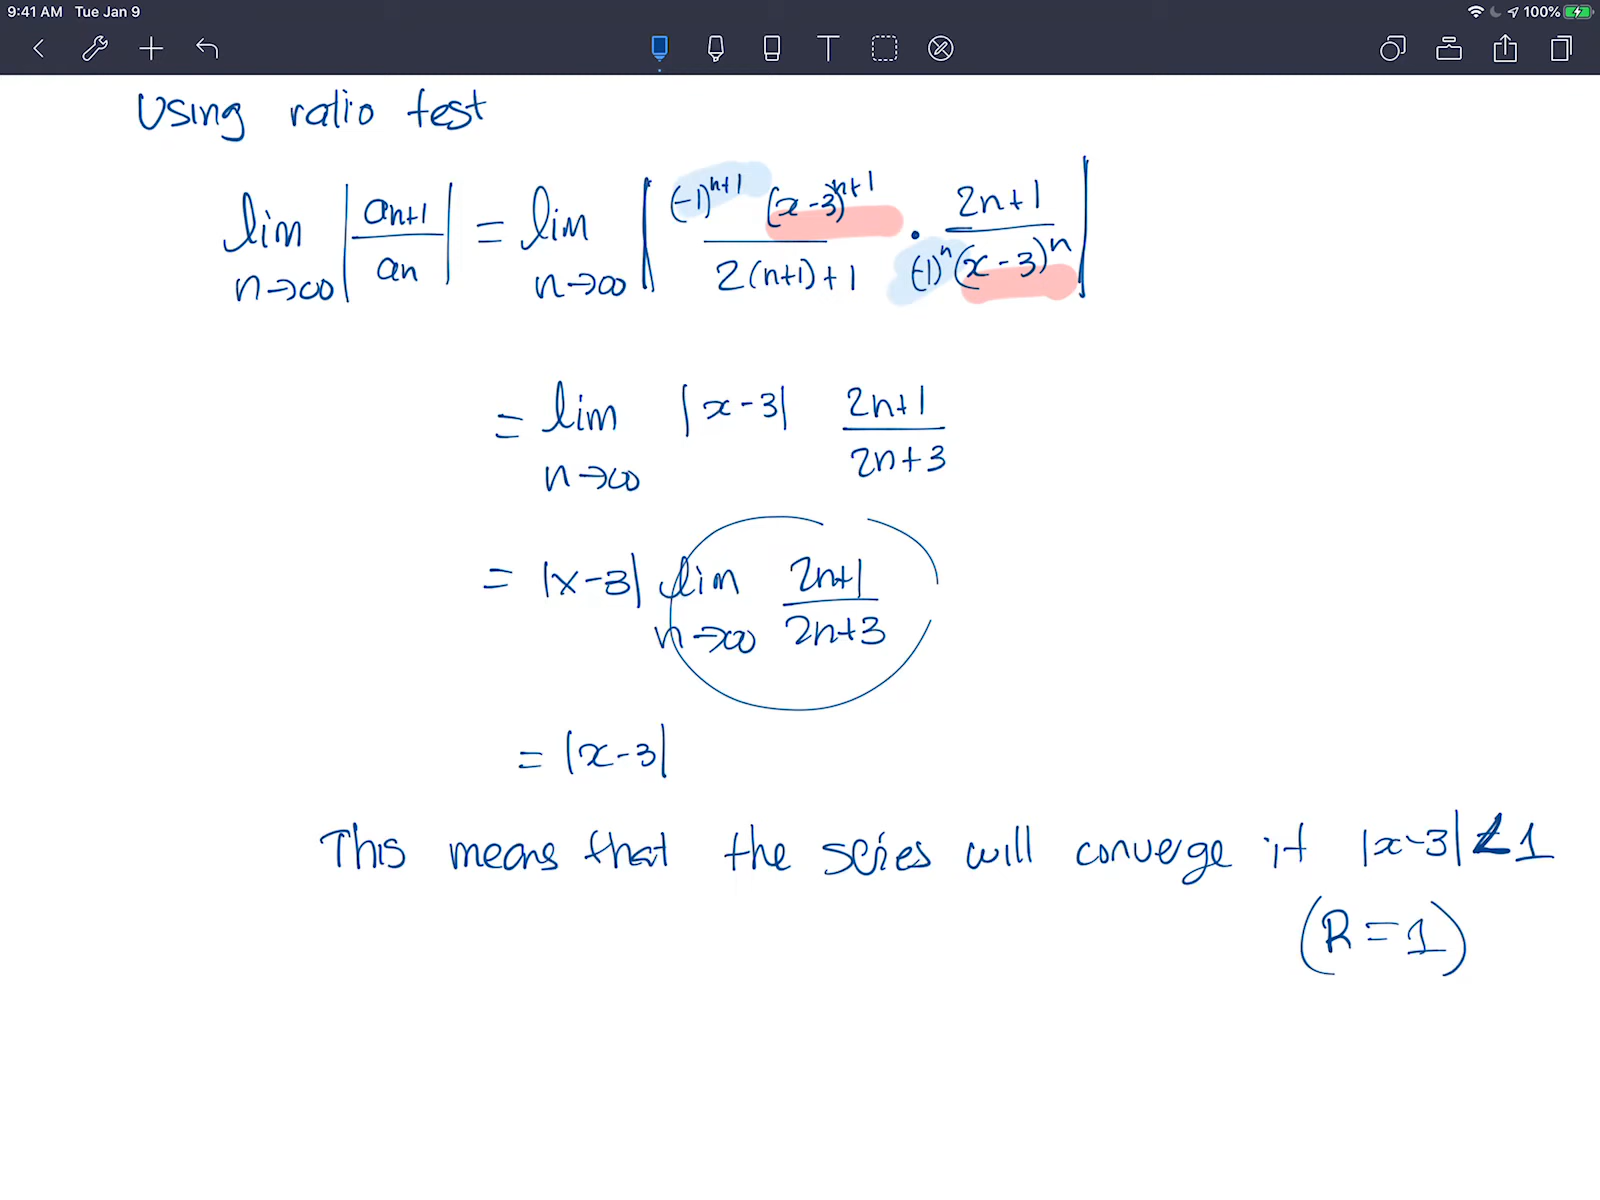 9:41 AM Tue Jan 9 100%
Using ratio test
lim n→∞ |an+1 / an| = lim n→∞ |(-1)^n+1 (x-3)^n+1 / 2(n+1)+1 · 2n+1 / (-1)^n (x-3)^n|
= lim n→∞ |x-3| 2n+1 / 2n+3
= |x-3| lim n→∞ 2n+1 / 2n+3
= |x-3|
This means that the series will converge if |x-3| < 1
(R = 1)